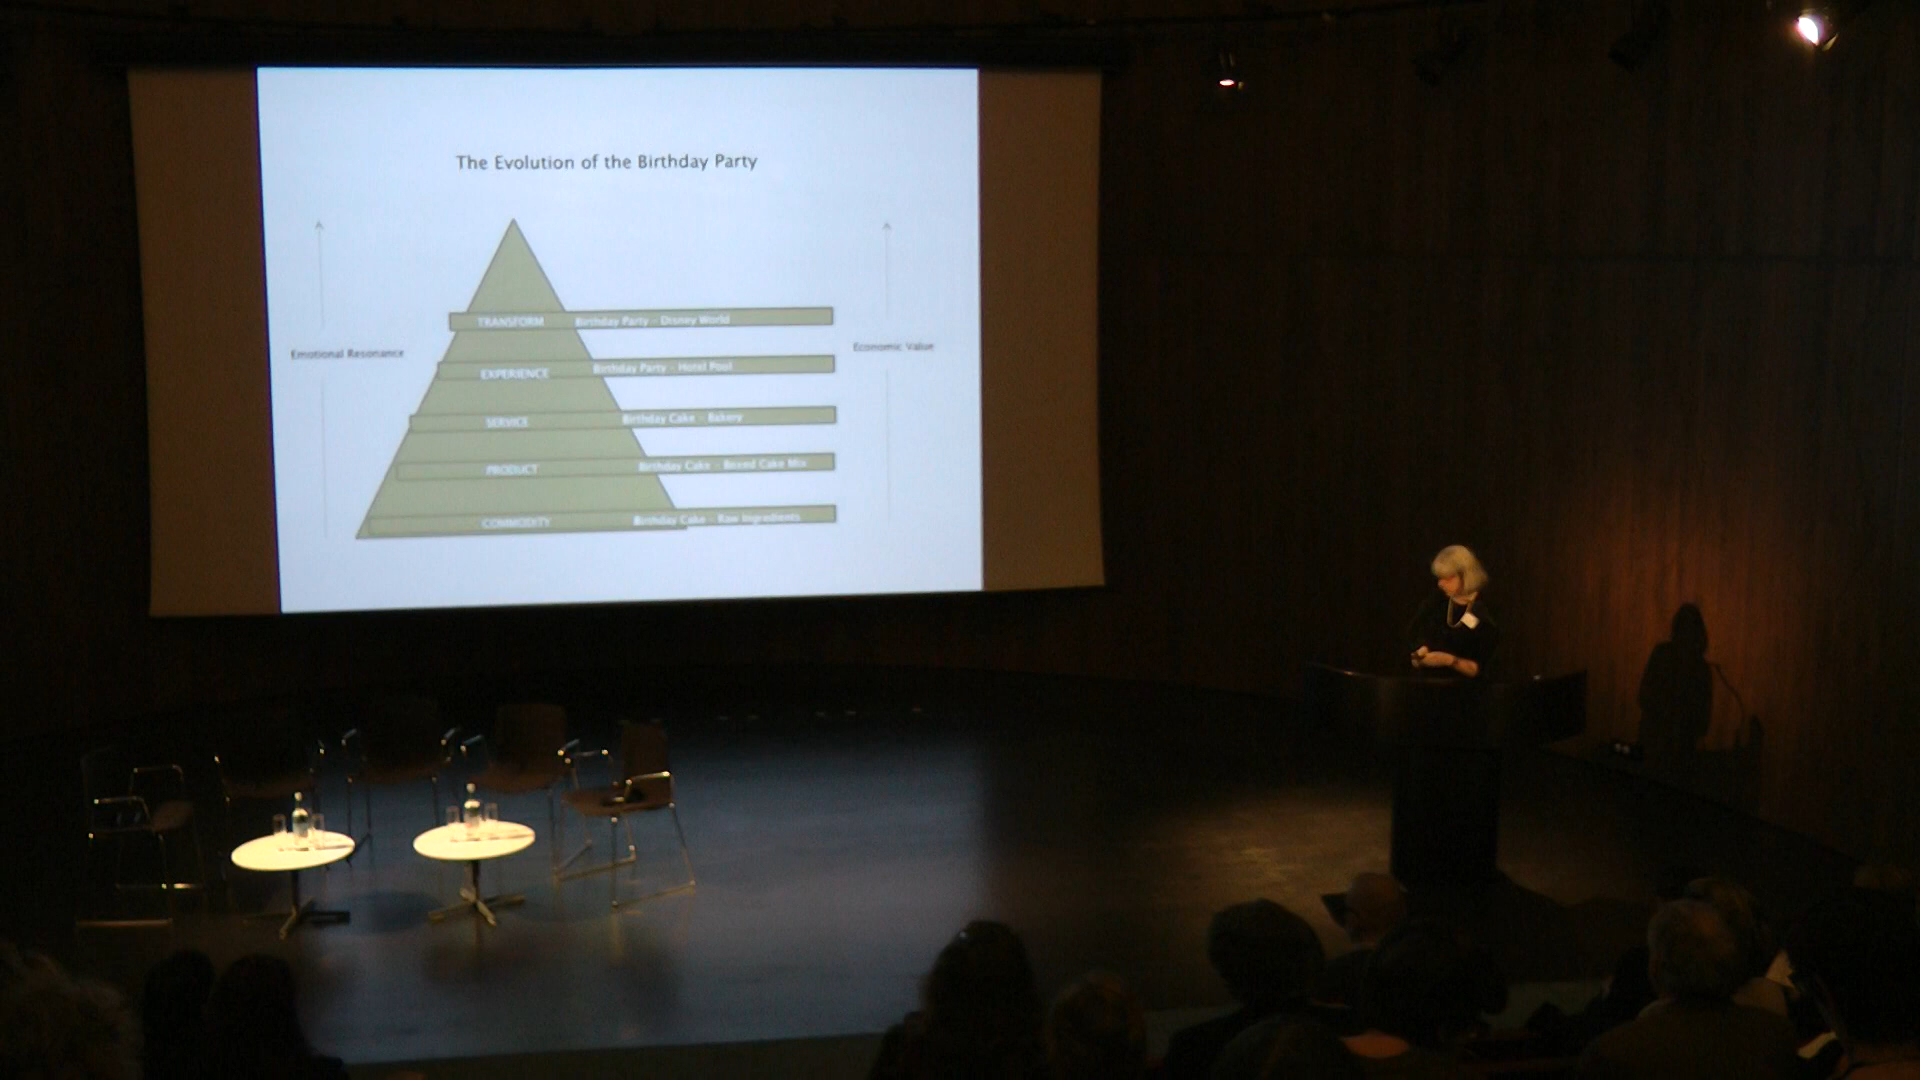 The Evolution of the Birthday Party
TRANSFORM Birthday Party - Disney World
Emotional Resonance
Economic Value
EXPERIENCE Birthday Party - Hotel Pool
SERVICE Birthday Cake - Bakery
PRODUCT Birthday Cake - Boxed Cake Mix
COMMODITY Birthday Cake - Raw Ingredients